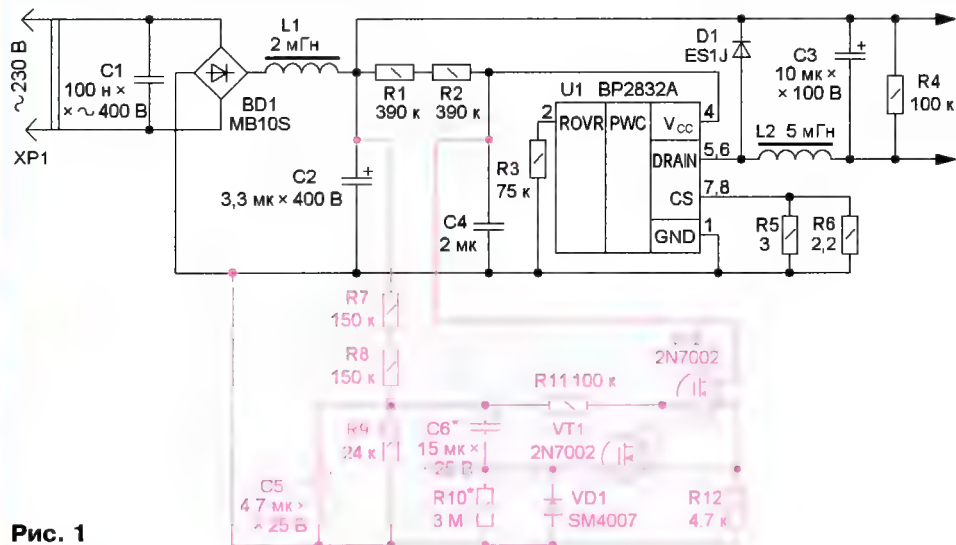 ~230 В
XP1
C1
100 н ×
× ~ 400 В
BD1
MB10S
L1
2 мГн
R1
390 к
R2
390 к
C2
3,3 мк × 400 В
C4
2 мк
R3
75 к
U1 BP2832A
2
ROVR
PWC
VCC
4
DRAIN
5,6
CS
7,8
GND
1
D1
ES1J
C3
10 мк ×
× 100 В
L2 5 мГн
R4
100 к
R5
3
R6
2,2
R7
150 к
R8
150 к
R9
24 к
C5
4,7 мк ×
× 25 В
C6*
15 мк ×
× 25 В
R10*
3 М
R11 100 к
VT1
2N7002
2N7002
VD1
SM4007
R12
4,7 к
Рис. 1